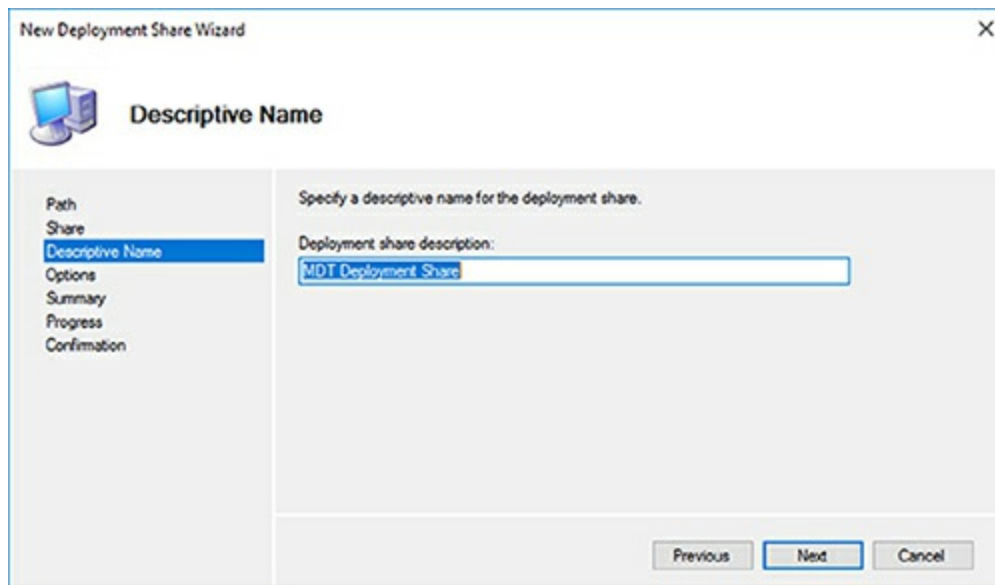 New Deployment Share Wizard
Descriptive Name
Path
Share
Descriptive Name
Options
Summary
Progress
Confirmation
Specify a descriptive name for the deployment share.
Deployment share description:
MDT Deployment Share
Previous
Next
Cancel